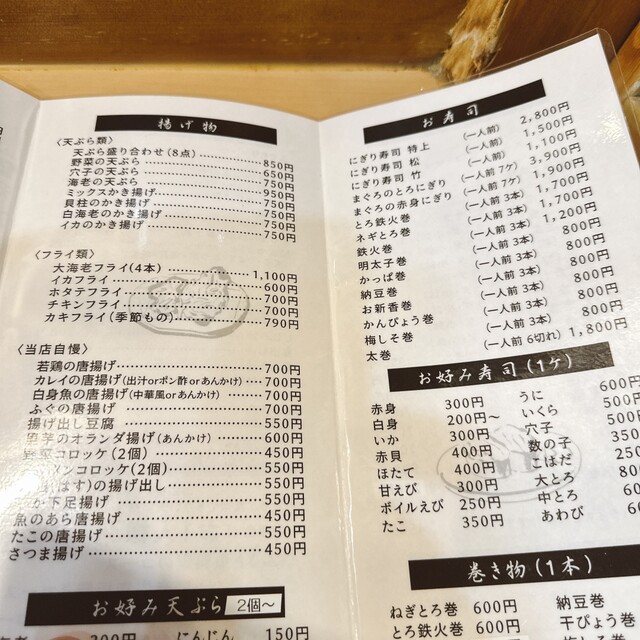 揚げ物
〈天ぷら類〉
天ぷら盛り合わせ(8点)……850円
野菜の天ぷら……650円
穴子の天ぷら……750円
海老の天ぷら……950円
ミックスかき揚げ……750円
貝柱のかき揚げ……750円
白海老のかき揚げ……750円
イカのかき揚げ
〈フライ類〉
大海老フライ(4本)……1,100円
イカフライ……600円
ホタテフライ……700円
チキンフライ……700円
カキフライ(季節もの)……790円
〈当店自慢〉
若鶏の唐揚げ……700円
カレイの唐揚げ(出汁orポン酢orあんかけ)……700円
白身魚の唐揚げ(中華風orあんかけ)……700円
ふぐの唐揚げ……700円
揚げ出し豆腐……550円
芋のオランダ揚げ(あんかけ)……600円
コロッケ(2個)……450円
コロッケ(2個)……550円
(はす)の揚げ出し……550円
下足揚げ……450円
魚のあら唐揚げ……450円
たこの唐揚げ……550円
さつま揚げ……450円
お好み天ぷら 2個〜
300円 にんじん 150円
お寿司
にぎり寿司 特上 (一人前) 2,800円
にぎり寿司 松 (一人前) 1,500円
にぎり寿司 竹 (一人前) 1,100円
まぐろのとろにぎり (一人前 7ケ) 3,900円
まぐろの赤身にぎり (一人前 7ケ) 1,900円
とろ鉄火巻 (一人前 3本) 1,700円
ネギとろ巻 (一人前 3本) 1,700円
鉄火巻 (一人前 3本) 1,200円
明太子巻 (一人前 3本) 800円
かっぱ巻 (一人前 3本) 800円
納豆巻 (一人前 3本) 800円
お新香巻 (一人前 3本) 800円
かんぴょう巻 (一人前 3本) 800円
梅しそ巻 (一人前 3本) 800円
太巻 (一人前 6切れ) 1,800円
お好み寿司(1ケ)
赤身 300円 うに 600円
白身 200円〜 いくら 500円
いか 300円 穴子
赤貝 400円 数の子
ほたて 400円 こはだ
甘えび 300円 大とろ
ボイルえび 250円 中とろ
たこ 350円 あわび
巻き物(1本)
ねぎとろ巻 600円 納豆巻
とろ鉄火巻 600円 干ぴょう巻